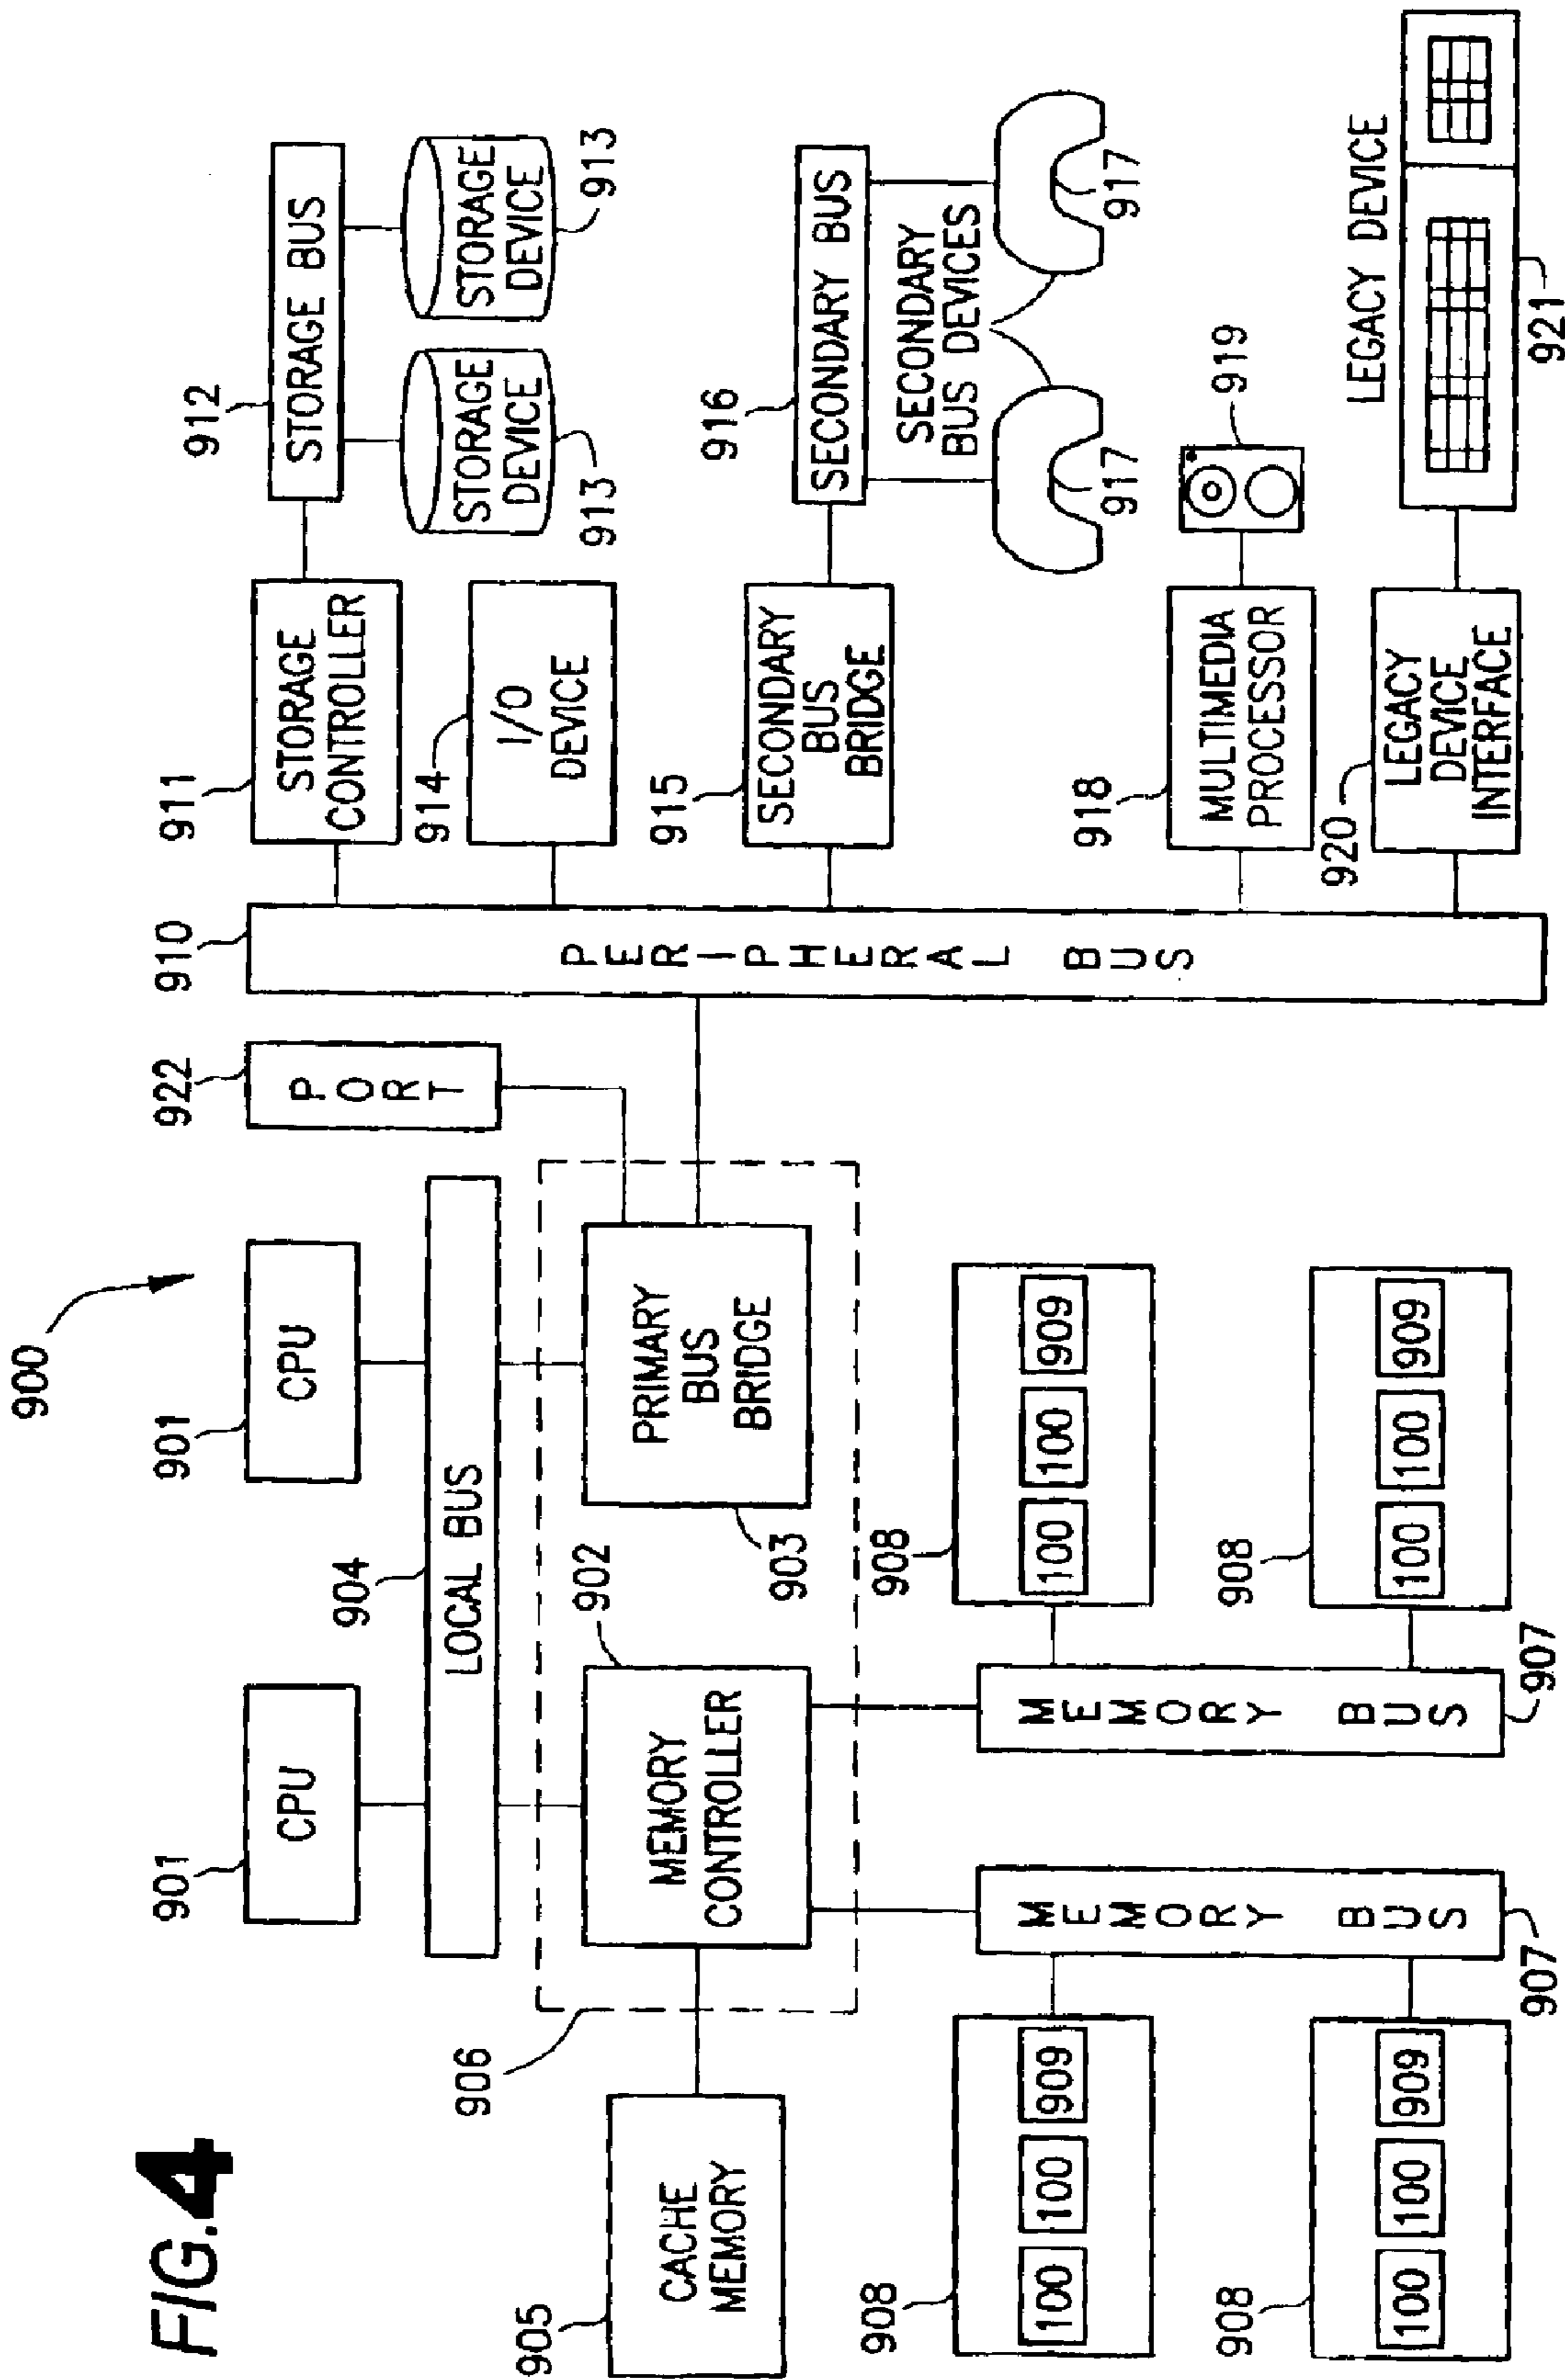 FIG.4
900
901
CPU
901
CPU
904
LOCAL BUS
922
PORT
905
CACHE
MEMORY
906
902
MEMORY
CONTROLLER
903
PRIMARY
BUS
BRIDGE
908
100 100 909
908
100 100 909
907
MEMORY BUS
907
MEMORY BUS
908
100 100 909
908
100 100 909
910
PERIPHERAL BUS
911
STORAGE
CONTROLLER
912
STORAGE BUS
STORAGE
DEVICE
913
STORAGE
DEVICE
913
914
I/O
DEVICE
915
SECONDARY
BUS
BRIDGE
916
SECONDARY BUS
SECONDARY
BUS DEVICES
917
917
918
MULTIMEDIA
PROCESSOR
919
920
LEGACY
DEVICE
INTERFACE
LEGACY DEVICE
921